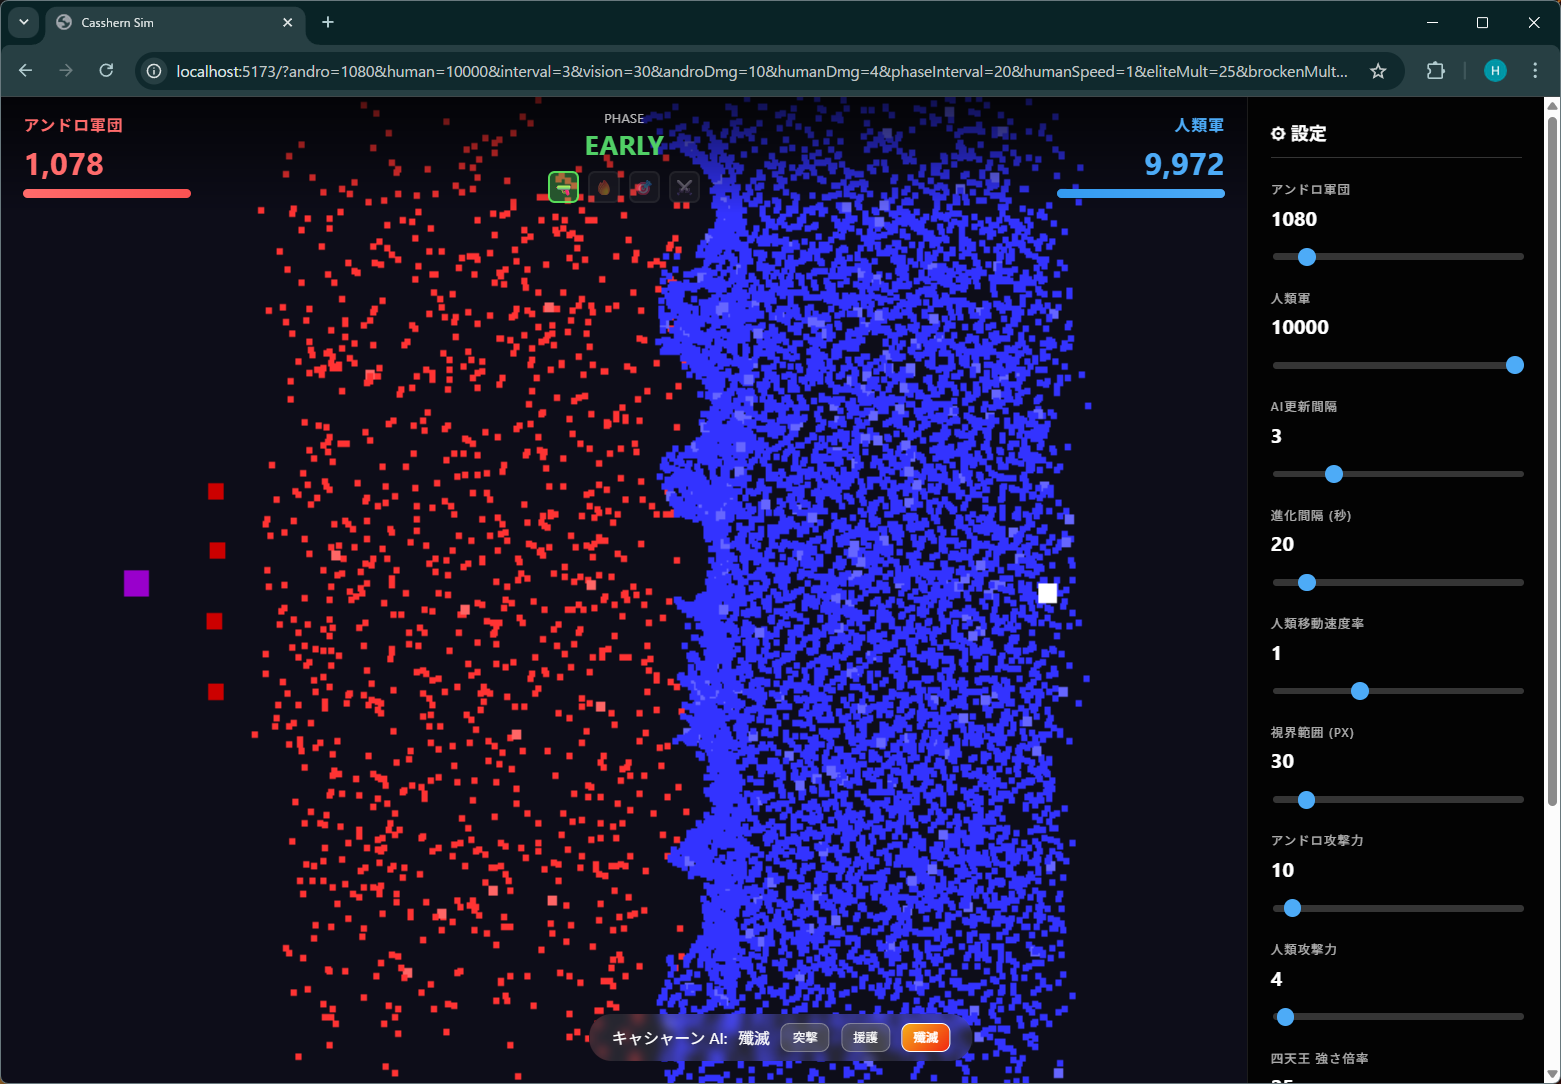 Casshern Sim
localhost:5173/?andro=1080&human=10000&interval=3&vision=30&androDmg=10&humanDmg=4&phaseInterval=20&humanSpeed=1&eliteMult=25&brockenMult...
H
アンドロ軍団
1,078
PHASE
EARLY
人類軍
9,972
設定
アンドロ軍団
1080
人類軍
10000
AI更新間隔
3
進化間隔 (秒)
20
人類移動速度率
1
視界範囲 (PX)
30
アンドロ攻撃力
10
人類攻撃力
4
四天王 強さ倍率
キャシャーン AI: 殲滅 突撃 援護 殲滅